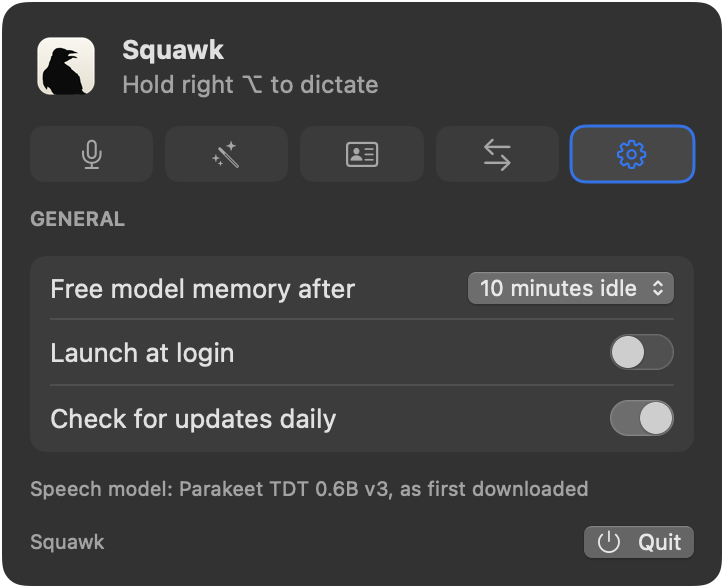 Squawk
Hold right ⌥ to dictate
GENERAL
Free model memory after
10 minutes idle
Launch at login
Check for updates daily
Speech model: Parakeet TDT 0.6B v3, as first downloaded
Squawk
Quit